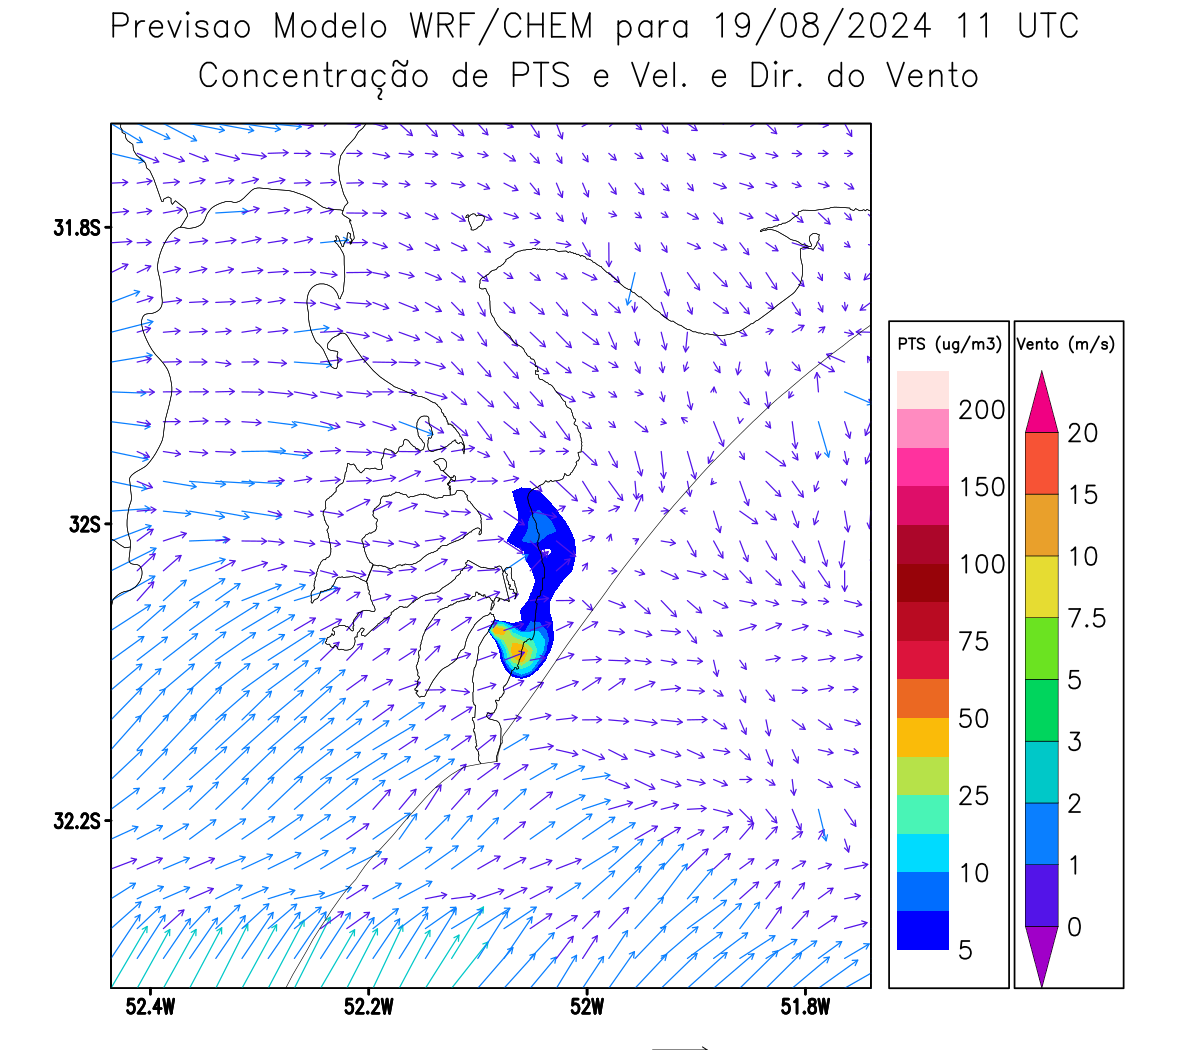 Previsao Modelo WRF/CHEM para 19/08/2024 11 UTC
Concentração de PTS e Vel. e Dir. do Vento
31.8S
32S
32.2S
52.4W
52.2W
52W
51.8W
PTS (ug/m3)
200
150
100
75
50
25
10
5
Vento (m/s)
20
15
10
7.5
5
3
2
1
0